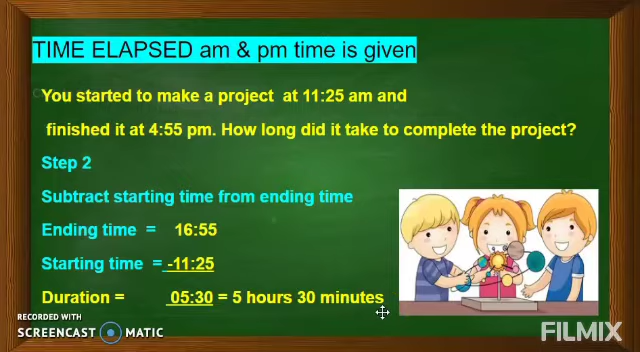 TIME ELAPSED am & pm time is given
You started to make a project at 11:25 am and
finished it at 4:55 pm. How long did it take to complete the project?
Step 2
Subtract starting time from ending time
Ending time = 16:55
Starting time = -11:25
Duration = 05:30 = 5 hours 30 minutes
RECORDED WITH
SCREENCAST MATIC
FILMIX